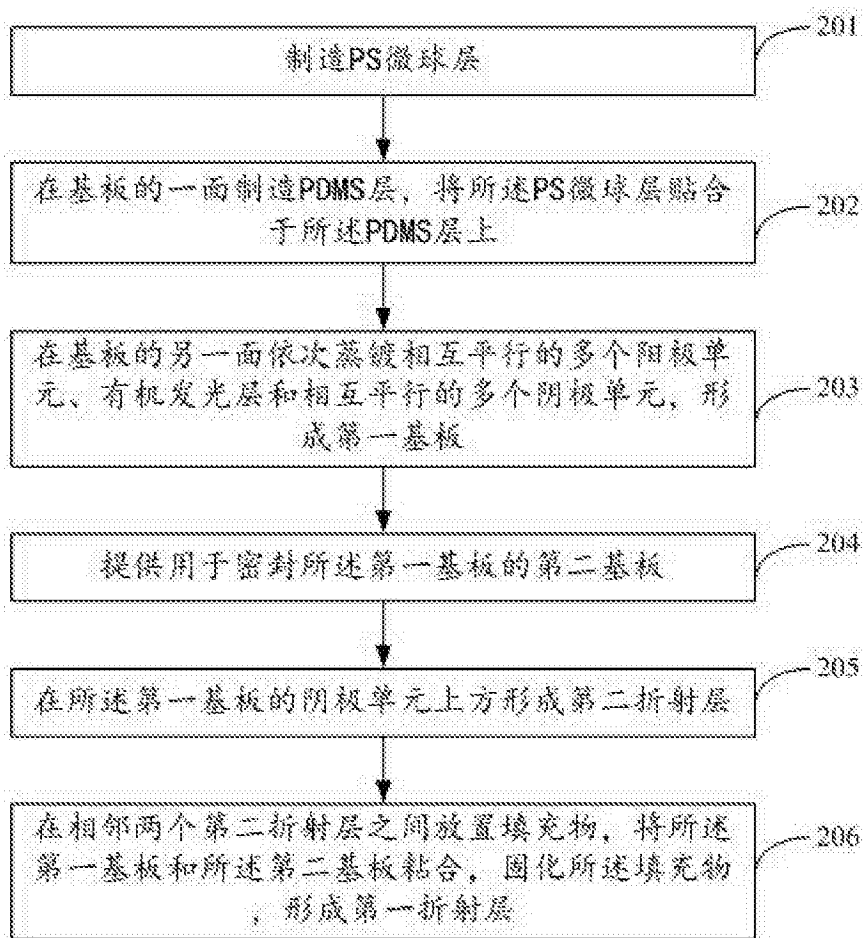 制造PS微球层
201
在基板的一面制造PDMS层，将所述PS微球层贴合
于所述PDMS层上
202
在基板的另一面依次蒸镀相互平行的多个阳极单
元、有机发光层和相互平行的多个阴极单元，形
成第一基板
203
提供用于密封所述第一基板的第二基板
204
在所述第一基板的阴极单元上方形成第二折射层
205
在相邻两个第二折射层之间放置填充物，将所述
第一基板和所述第二基板粘合，固化所述填充物
，形成第一折射层
206